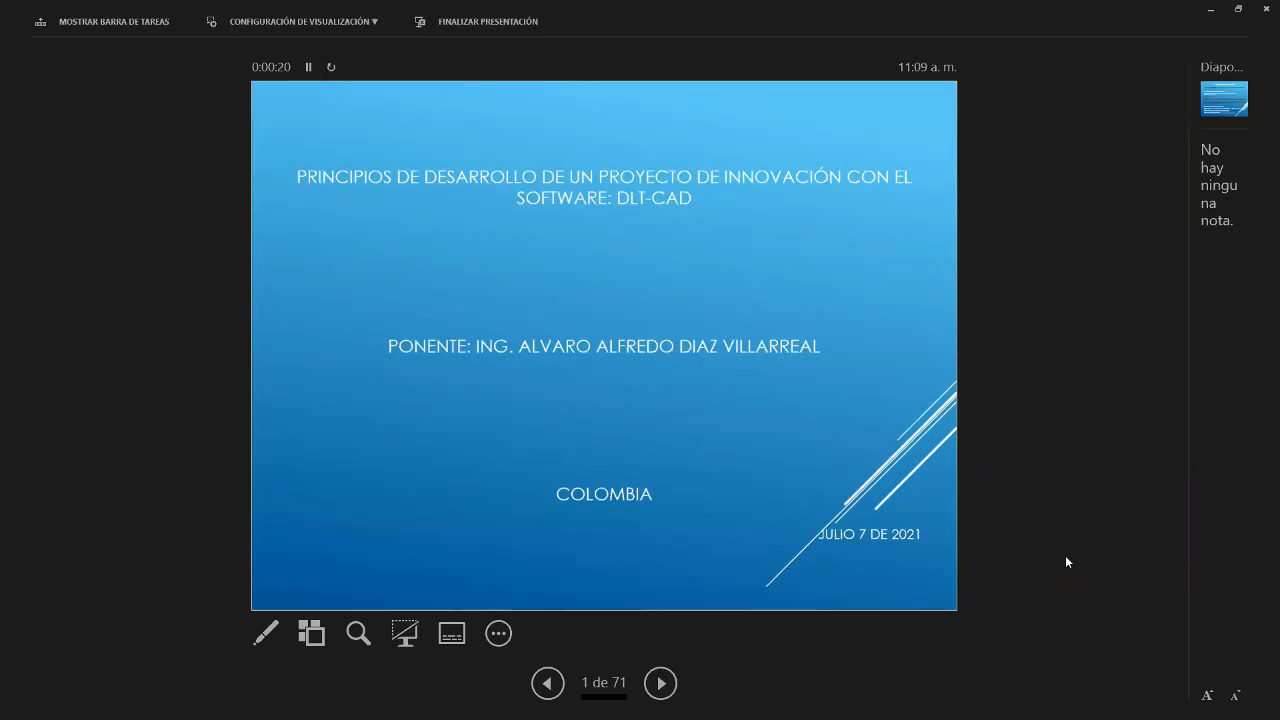 MOSTRAR BARRA DE TAREAS
CONFIGURACIÓN DE VISUALIZACIÓN ▼
FINALIZAR PRESENTACIÓN
0:00:20
11:09 a. m.
PRINCIPIOS DE DESARROLLO DE UN PROYECTO DE INNOVACIÓN CON EL
SOFTWARE: DLT-CAD
PONENTE: ING. ALVARO ALFREDO DIAZ VILLARREAL
COLOMBIA
JULIO 7 DE 2021
1 de 71
Diapo...
No
hay
ningu
na
nota.
A A